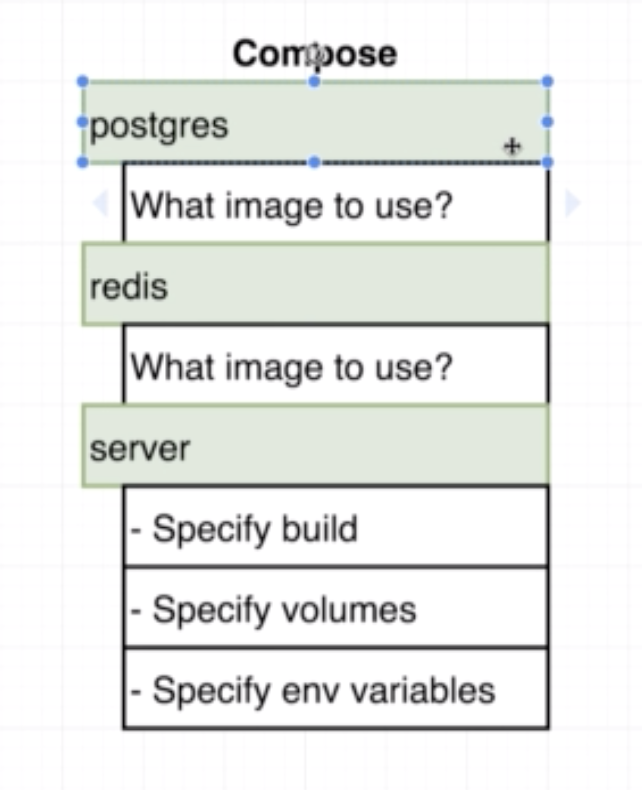 Compose
postgres
What image to use?
redis
What image to use?
server
- Specify build
- Specify volumes
- Specify env variables